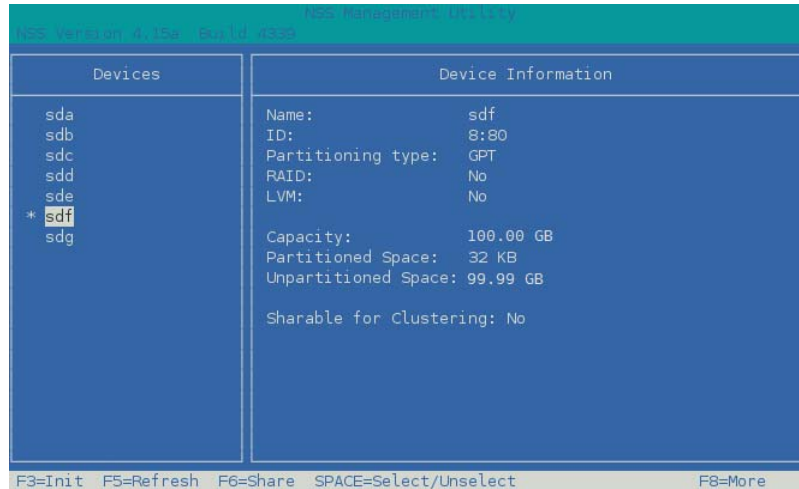 NSS Management Utility
NSS Version 4.15a Build 4339
Devices
sda
sdb
sdc
sdd
sde
* sdf
sdg
Device Information
Name: sdf
ID: 8:80
Partitioning type: GPT
RAID: No
LVM: No
Capacity: 100.00 GB
Partitioned Space: 32 KB
Unpartitioned Space: 99.99 GB
Sharable for Clustering: No
F3=Init F5=Refresh F6=Share SPACE=Select/Unselect F8=More